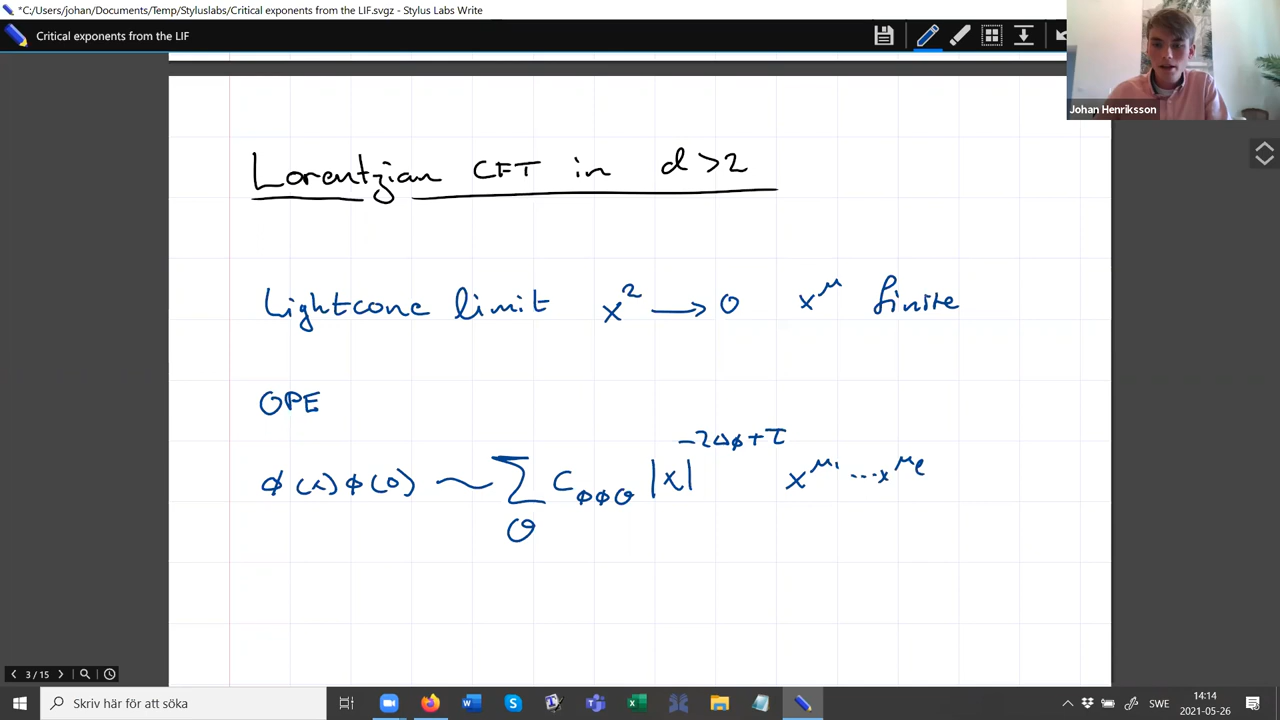 *C:/Users/johan/Documents/Temp/Styluslabs/Critical exponents from the LIF.svgz - Stylus Labs Write
Critical exponents from the LIF
Johan Henriksson
Lorentzian CFT in d>2
Lightcone limit x² → 0 x^μ finite
OPE
φ(x)φ(0) ~ Σ_O C_φφO |x|^{-2Δφ+τ} x^{μ₁} ... x^{μ_ℓ}
3 / 15
Skriv här för att söka
SWE
14:14
2021-05-26